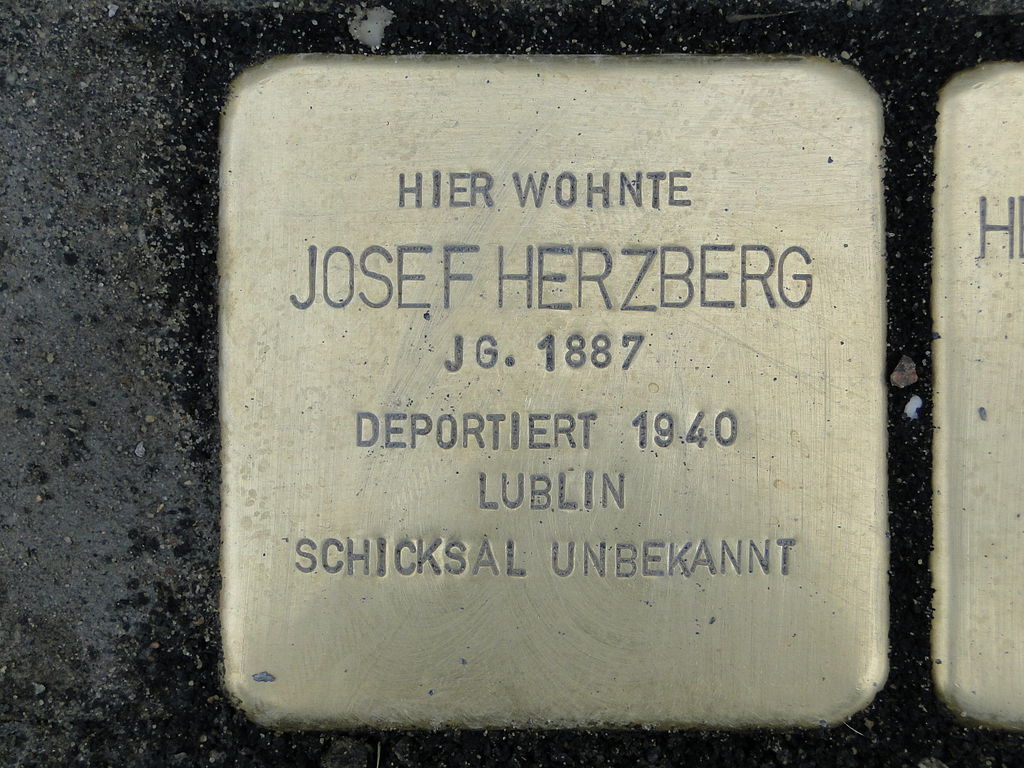 HIER WOHNTE
JOSEF HERZBERG
JG. 1887
DEPORTIERT 1940
LUBLIN
SCHICKSAL UNBEKANNT